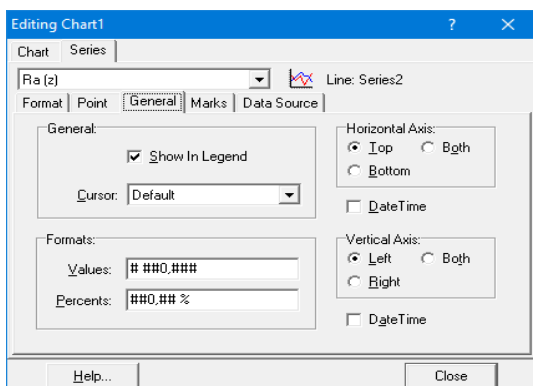 Editing Chart1 ?
Chart Series
Ra (z) Line: Series2
Format Point General Marks Data Source
General:
Show In Legend
Cursor: Default
Formats:
Values: # ##0,###
Percents: ##0,## %
Horizontal Axis:
Top Both
Bottom
DateTime
Vertical Axis:
Left Both
Right
DateTime
Help... Close